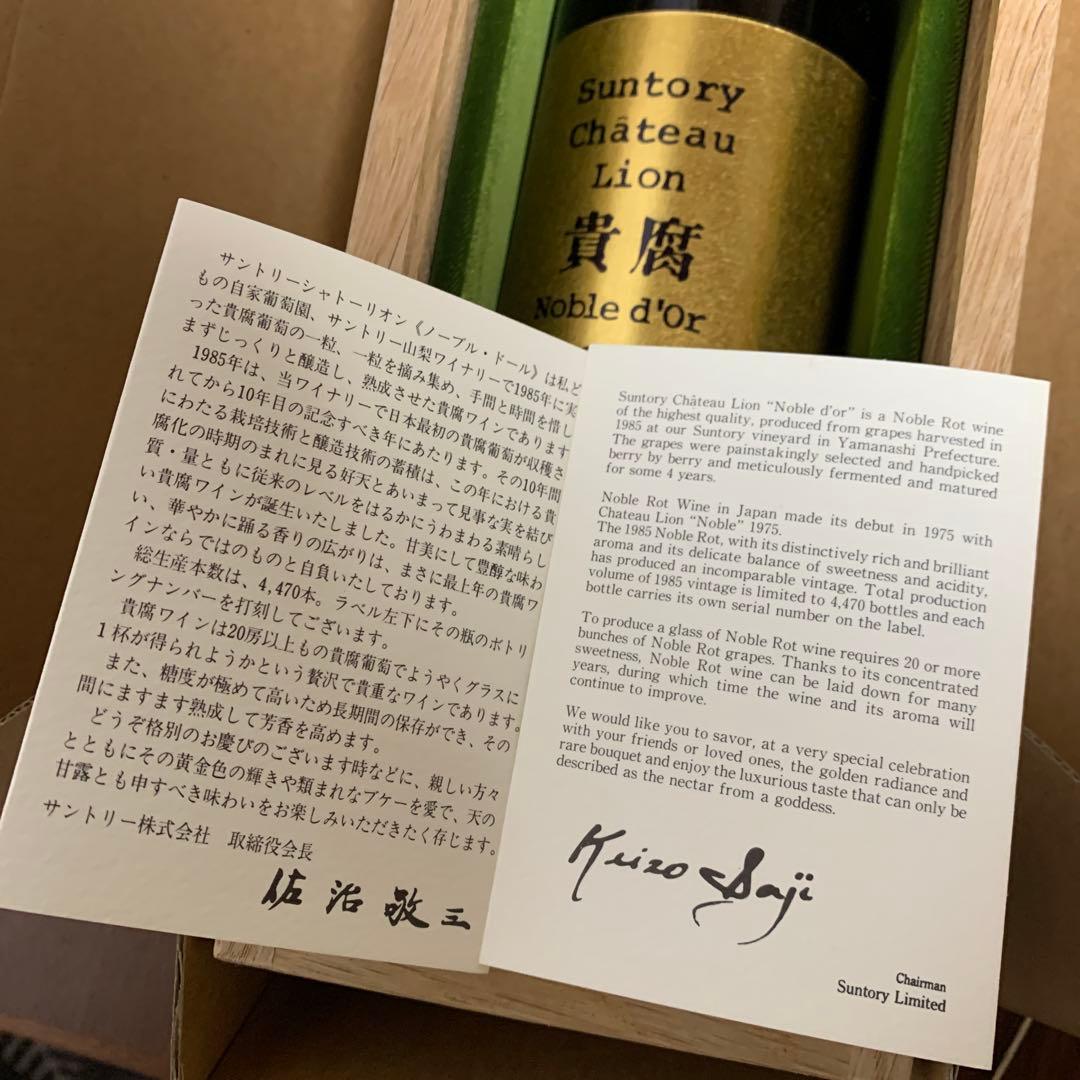 Suntory
Château
Lion
貴腐
Noble d'Or
サントリーシャトーリオン《ノーブル・ドール》は私ど
もの自家葡萄園、サントリー山梨ワイナリーで1985年に実
った貴腐葡萄の一粒、一粒を摘み集め、手間と時間を惜し
まずじっくりと醸造し、熟成させた貴腐ワインであります
1985年は、当ワイナリーで日本最初の貴腐葡萄が収穫さ
れてから10年目の記念すべき年にあたります。その10年間
にわたる栽培技術と醸造技術の蓄積は、この年における貴
腐化の時期のまれに見る好天とあいまって見事な実を結び
質・量ともに従来のレベルをはるかにうわまわる素晴らし
い貴腐ワインが誕生いたしました。甘美にして豊醇な味わ
い、華やかに踊る香りの広がりは、まさに最上年の貴腐ワ
インならではのものと自負いたしております。
総生産本数は、4,470本。ラベル左下にその瓶のボトリ
ングナンバーを打刻してございます。
貴腐ワインは20房以上もの貴腐葡萄でようやくグラスに
1杯が得られようかという贅沢で貴重なワインであります。
また、糖度が極めて高いため長期間の保存ができ、その
間にますます熟成して芳香を高めます。
どうぞ格別のお慶びのございます時などに、親しい方々
とともにその黄金色の輝きや類まれなブケーを愛で、天の
甘露とも申すべき味わいをお楽しみいただきたく存じます。
サントリー株式会社 取締役会長
佐治敬三
Suntory Château Lion “Noble d'or” is a Noble Rot wine
of the highest quality, produced from grapes harvested in
1985 at our Suntory vineyard in Yamanashi Prefecture.
The grapes were painstakingly selected and handpicked
berry by berry and meticulously fermented and matured
for some 4 years.
Noble Rot Wine in Japan made its debut in 1975 with
Chateau Lion “Noble” 1975.
The 1985 Noble Rot, with its distinctively rich and brilliant
aroma and its delicate balance of sweetness and acidity,
has produced an incomparable vintage. Total production
volume of 1985 vintage is limited to 4,470 bottles and each
bottle carries its own serial number on the label.
To produce a glass of Noble Rot wine requires 20 or more
bunches of Noble Rot grapes. Thanks to its concentrated
sweetness, Noble Rot wine can be laid down for many
years, during which time the wine and its aroma will
continue to improve.
We would like you to savor, at a very special celebration
with your friends or loved ones, the golden radiance and
rare bouquet and enjoy the luxurious taste that can only be
described as the nectar from a goddess.
Keizo Saji
Chairman
Suntory Limited